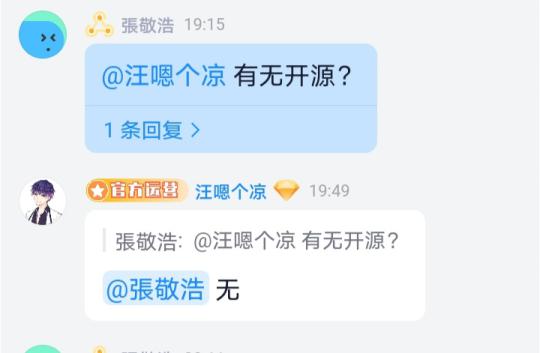 張敬浩 19:15
@汪嗯个凉 有无开源？
1 条回复 >
官方运营 汪嗯个凉 19:49
張敬浩: @汪嗯个凉 有无开源？
@張敬浩 无